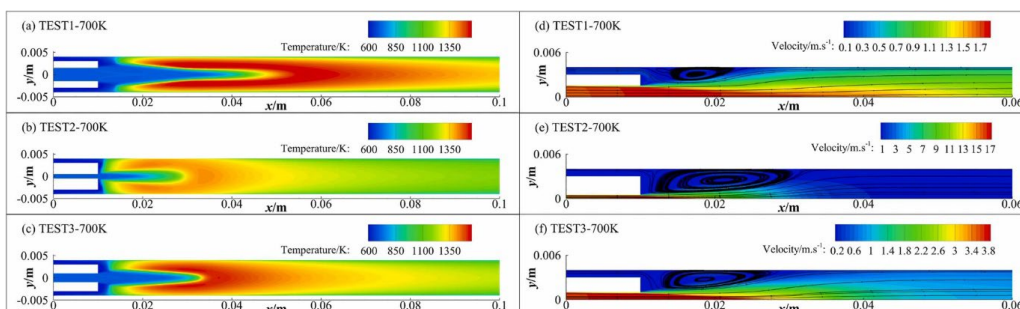 (a) TEST1-700K
600 850 1100 1350
Temperature/K:
0.005
y/m
0
-0.005
0 0.02 0.04 x/m 0.06 0.08 0.1
(b) TEST2-700K
600 850 1100 1350
Temperature/K:
0.005
y/m
0
-0.005
0 0.02 0.04 x/m 0.06 0.08 0.1
(c) TEST3-700K
600 850 1100 1350
Temperature/K:
0.005
y/m
0
-0.005
0 0.02 0.04 x/m 0.06 0.08 0.1
(d) TEST1-700K
Velocity/m.s⁻¹:
0.1 0.3 0.5 0.7 0.9 1.1 1.3 1.5 1.7
0.006
y/m
0
0 0.02 x/m 0.04 0.06
(e) TEST2-700K
Velocity/m.s⁻¹: 1 3 5 7 9 11 13 15 17
0.006
y/m
0
0 0.02 x/m 0.04 0.06
(f) TEST3-700K
Velocity/m.s⁻¹:
0.2 0.6 1 1.4 1.8 2.2 2.6 3 3.4 3.8
0.006
y/m
0
0 0.02 x/m 0.04 0.06